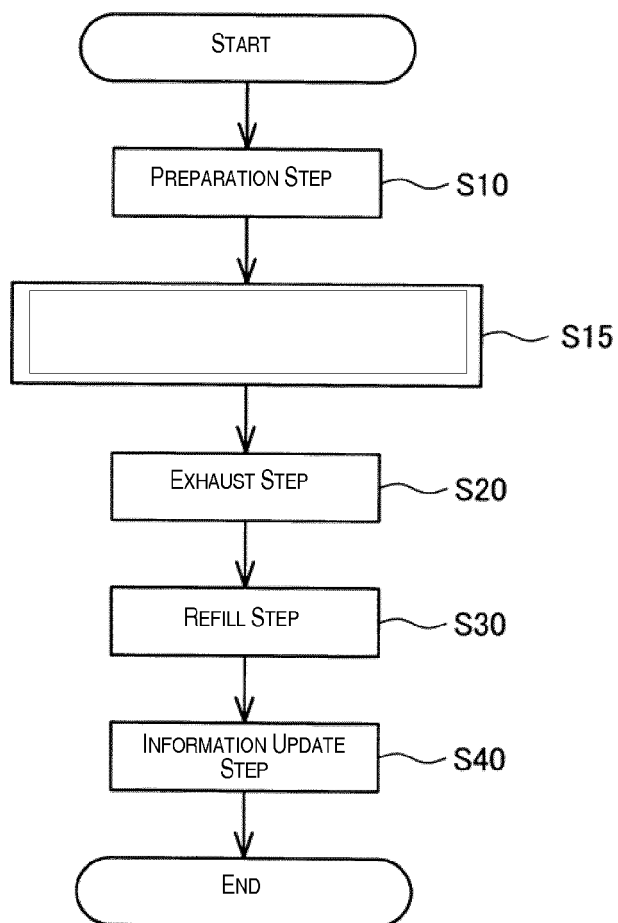 START
PREPARATION STEP
S10
S15
EXHAUST STEP
S20
REFILL STEP
S30
INFORMATION UPDATE
STEP
S40
END